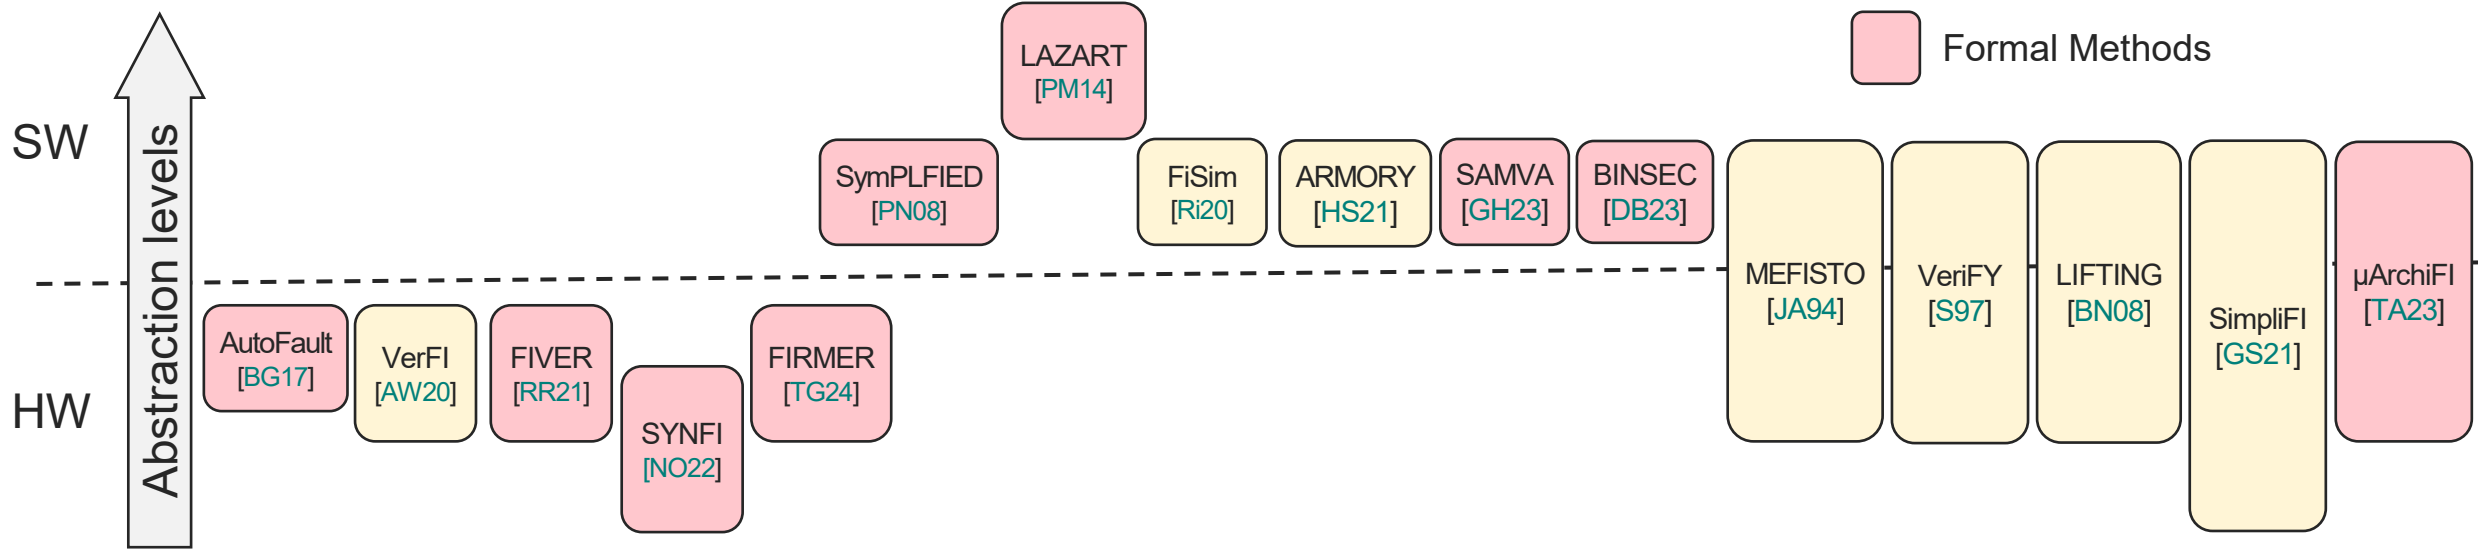 SW
HW
Abstraction levels
AutoFault
[BG17]
VerFI
[AW20]
FIVER
[RR21]
SYNFI
[NO22]
FIRMER
[TG24]
SymPLFIED
[PN08]
LAZART
[PM14]
FiSim
[Ri20]
ARMORY
[HS21]
SAMVA
[GH23]
BINSEC
[DB23]
MEFISTO
[JA94]
VeriFY
[S97]
LIFTING
[BN08]
SimpliFI
[GS21]
µArchiFI
[TA23]
Formal Methods